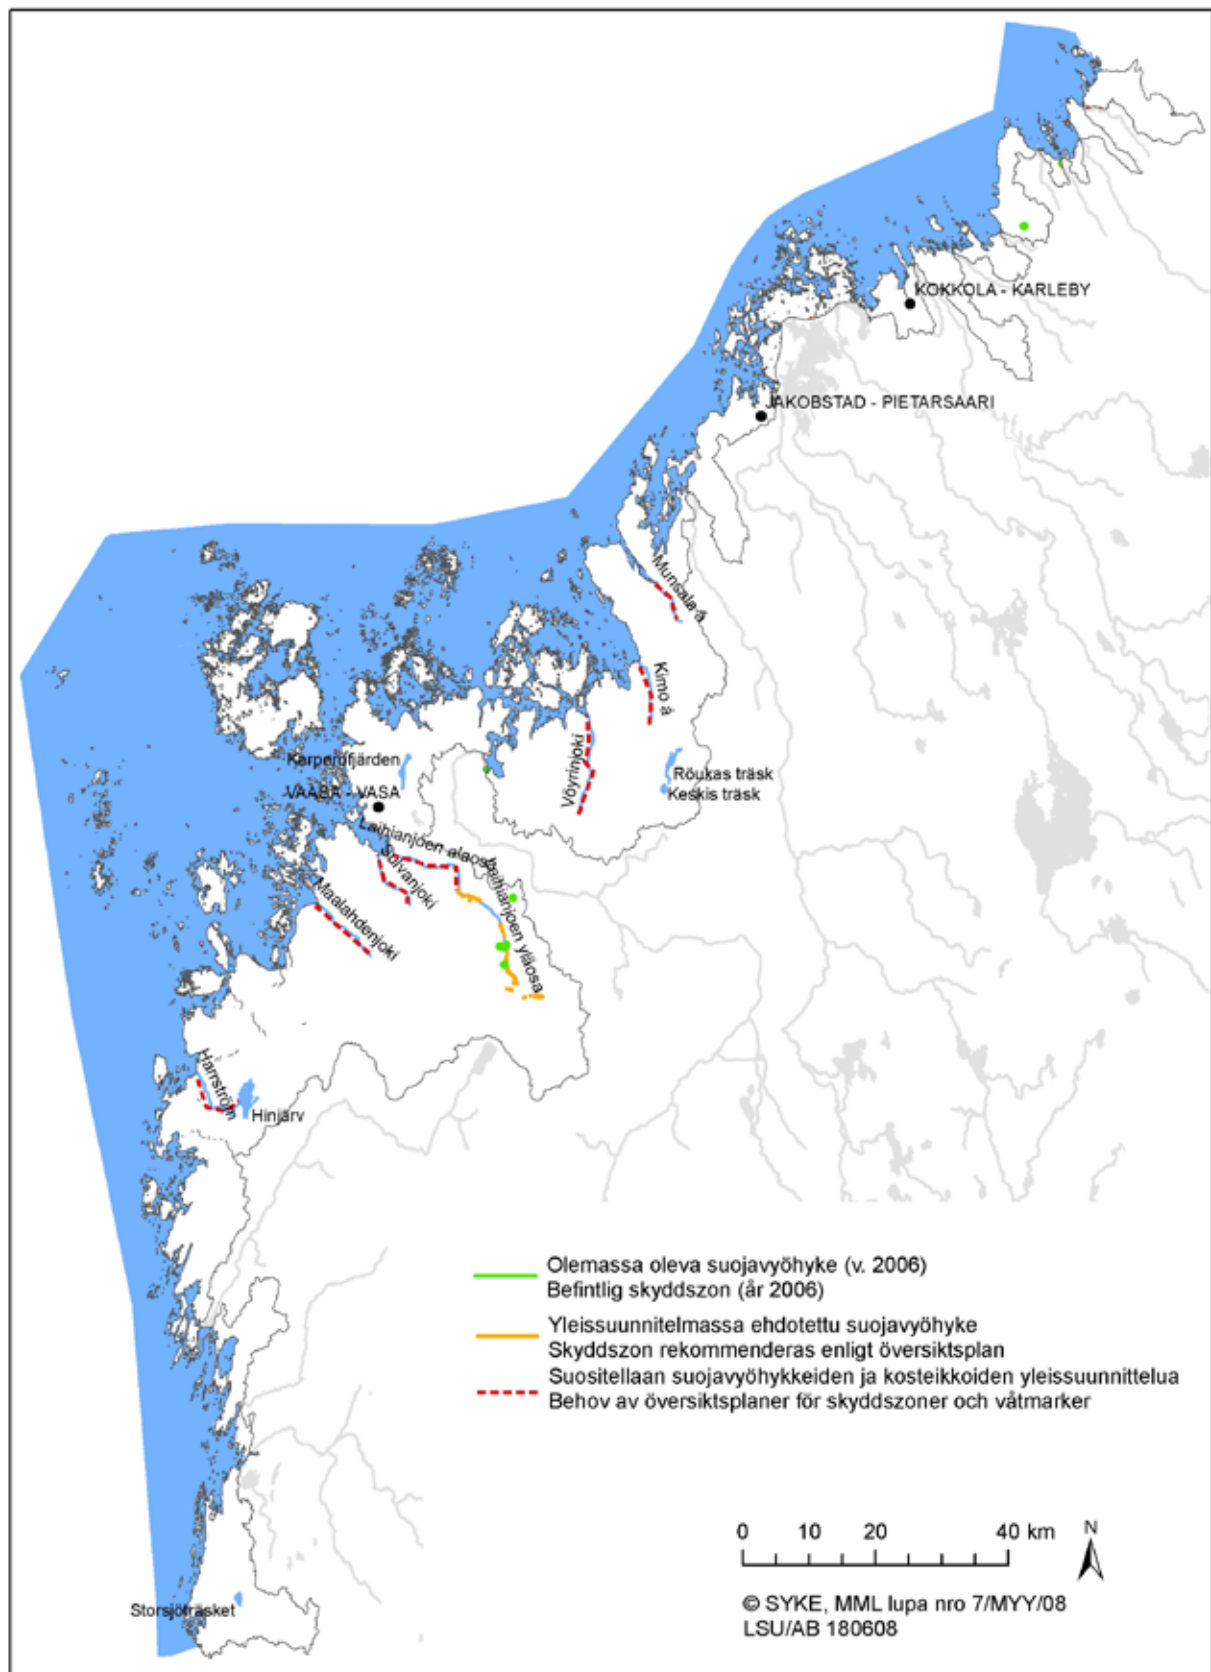 KOKKOLA - KARLEBY
JAKOBSTAD - PIETARSAARI
Munsala å
Kimo å
Vöyrinjoki
Röukas träsk
Keskis träsk
Karperöfjärden
VAASA - VASA
Laihianjoen alaosa
Sulvanjoki
Laihianjoen yläosa
Maalahdenjoki
Harrström
Hinjärv
Olemassa oleva suojavyöhyke (v. 2006)
Befintlig skyddszon (år 2006)
Yleissuunnitelmassa ehdotettu suojavyöhyke
Skyddszon rekommenderas enligt översiktsplan
Suositellaan suojavyöhykkeiden ja kosteikkoiden yleissuunnittelua
Behov av översiktsplaner för skyddszoner och våtmarker
0 10 20 40 km
N
© SYKE, MML lupa nro 7/MYY/08
LSU/AB 180608
Storsjöträsket